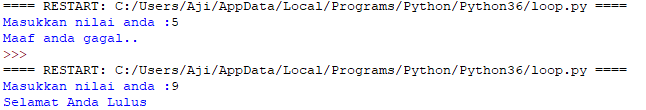 ==== RESTART: C:/Users/Aji/AppData/Local/Programs/Python/Python36/loop.py ====
Masukkan nilai anda :5
Maaf anda gagal..
>>>
==== RESTART: C:/Users/Aji/AppData/Local/Programs/Python/Python36/loop.py ====
Masukkan nilai anda :9
Selamat Anda Lulus